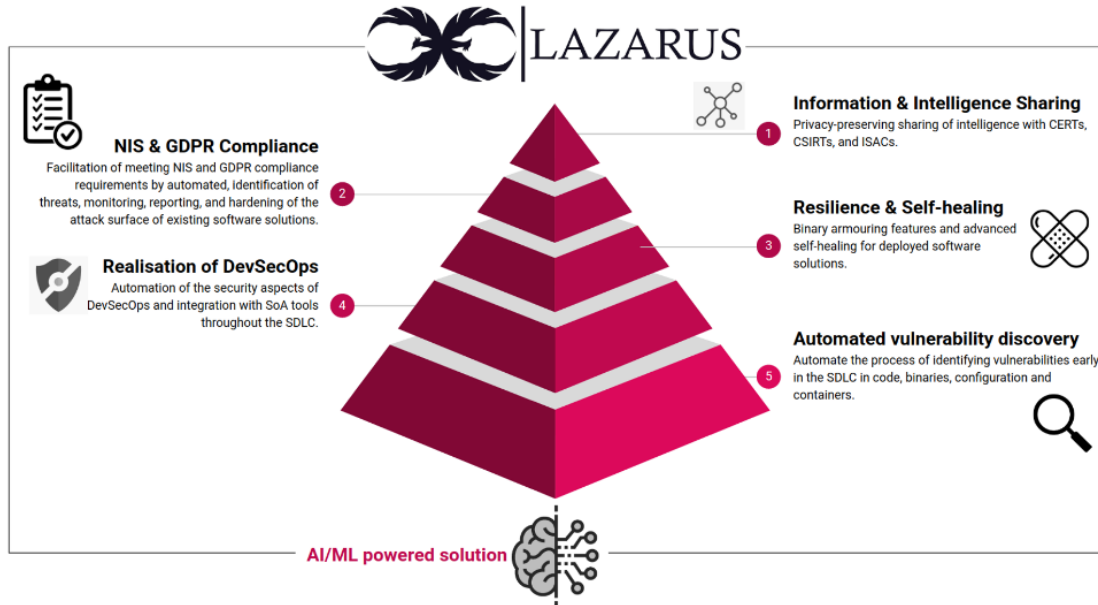 LAZARUS
1
Information & Intelligence Sharing
Privacy-preserving sharing of intelligence with CERTs,
CSIRTs, and ISACs.
NIS & GDPR Compliance
Facilitation of meeting NIS and GDPR compliance
requirements by automated, identification of
threats, monitoring, reporting, and hardening of the
attack surface of existing software solutions.
2
3
Resilience & Self-healing
Binary armouring features and advanced
self-healing for deployed software
solutions.
Realisation of DevSecOps
Automation of the security aspects of
DevSecOps and integration with SoA tools
throughout the SDLC.
4
5
Automated vulnerability discovery
Automate the process of identifying vulnerabilities early
in the SDLC in code, binaries, configuration and
containers.
AI/ML powered solution